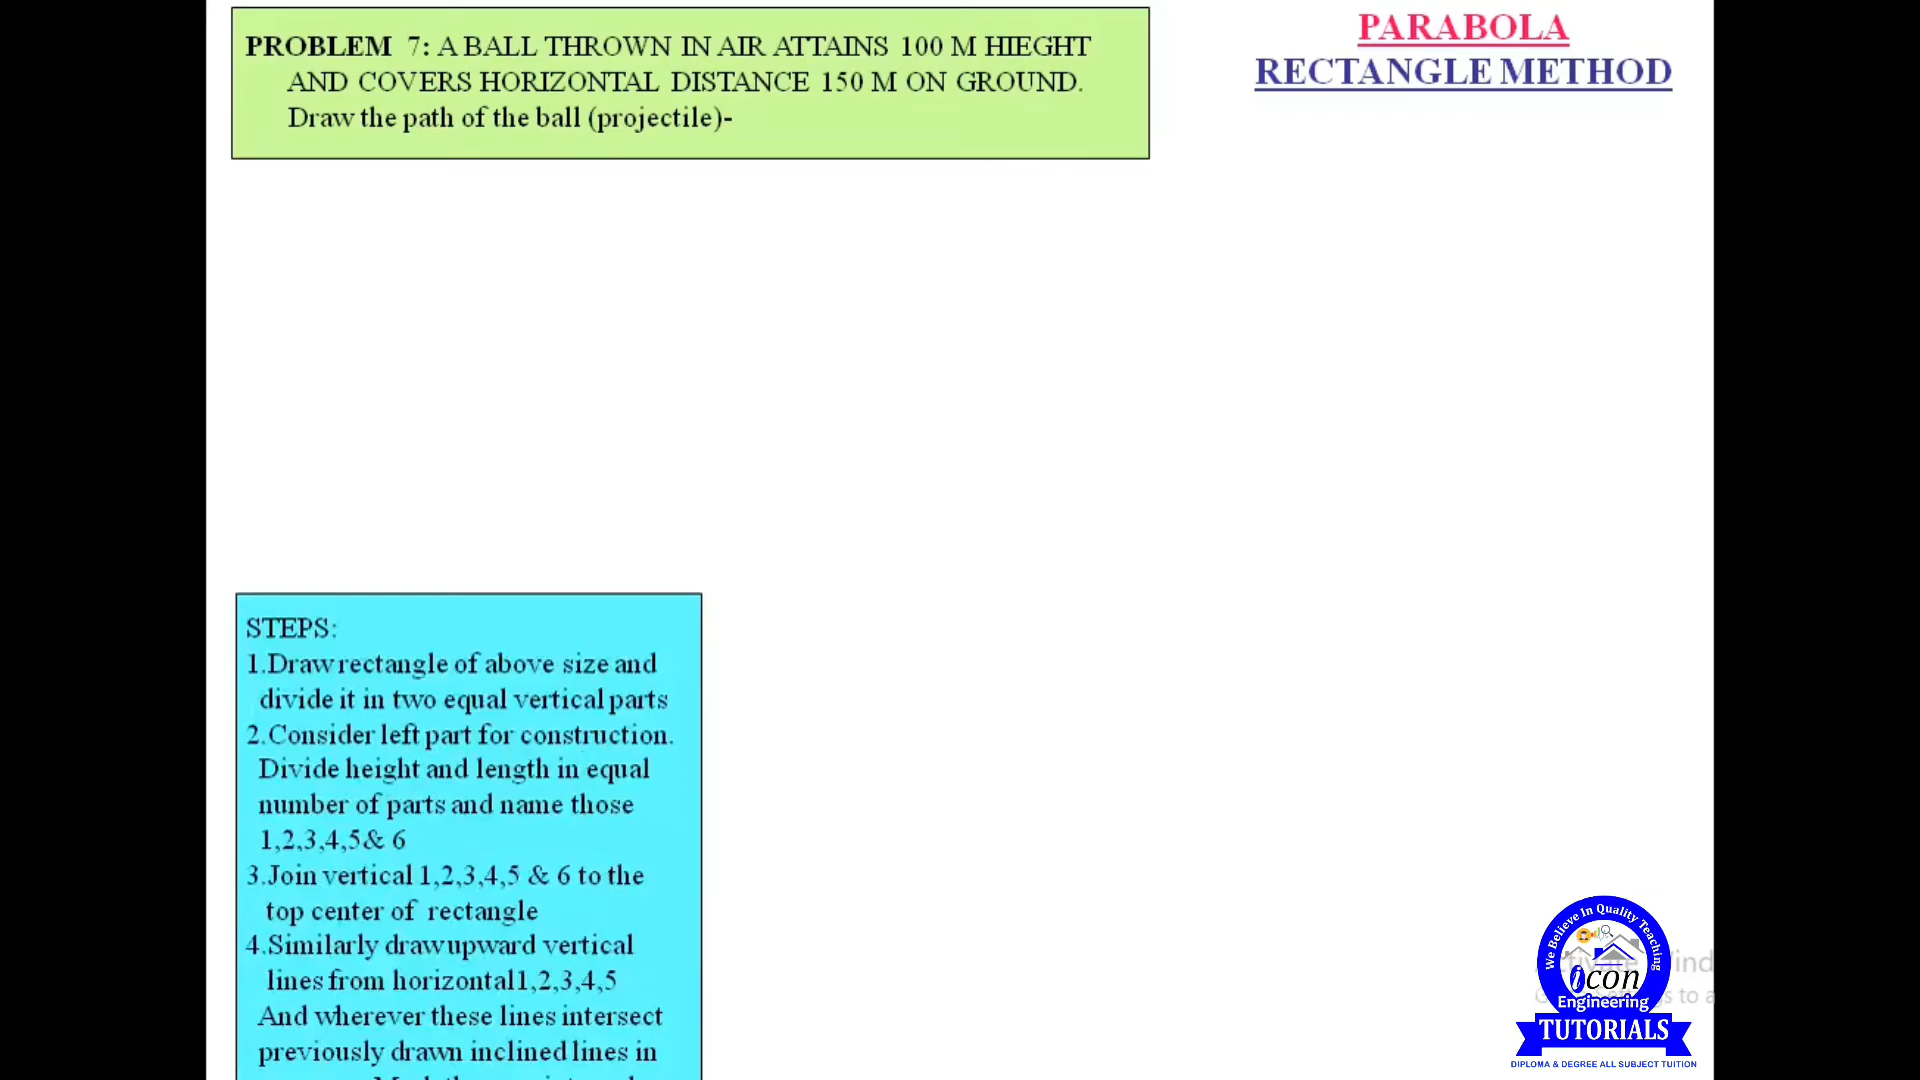 PROBLEM 7: A BALL THROWN IN AIR ATTAINS 100 M HIEGHT
AND COVERS HORIZONTAL DISTANCE 150 M ON GROUND.
Draw the path of the ball (projectile)-
PARABOLA
RECTANGLE METHOD
STEPS:
1.Draw rectangle of above size and
divide it in two equal vertical parts
2.Consider left part for construction.
Divide height and length in equal
number of parts and name those
1,2,3,4,5& 6
3.Join vertical 1,2,3,4,5 & 6 to the
top center of rectangle
4.Similarly draw upward vertical
lines from horizontal1,2,3,4,5
And wherever these lines intersect
previously drawn inclined lines in
We Believe In Quality Teaching
icon
Engineering
TUTORIALS
DIPLOMA & DEGREE ALL SUBJECT TUITION